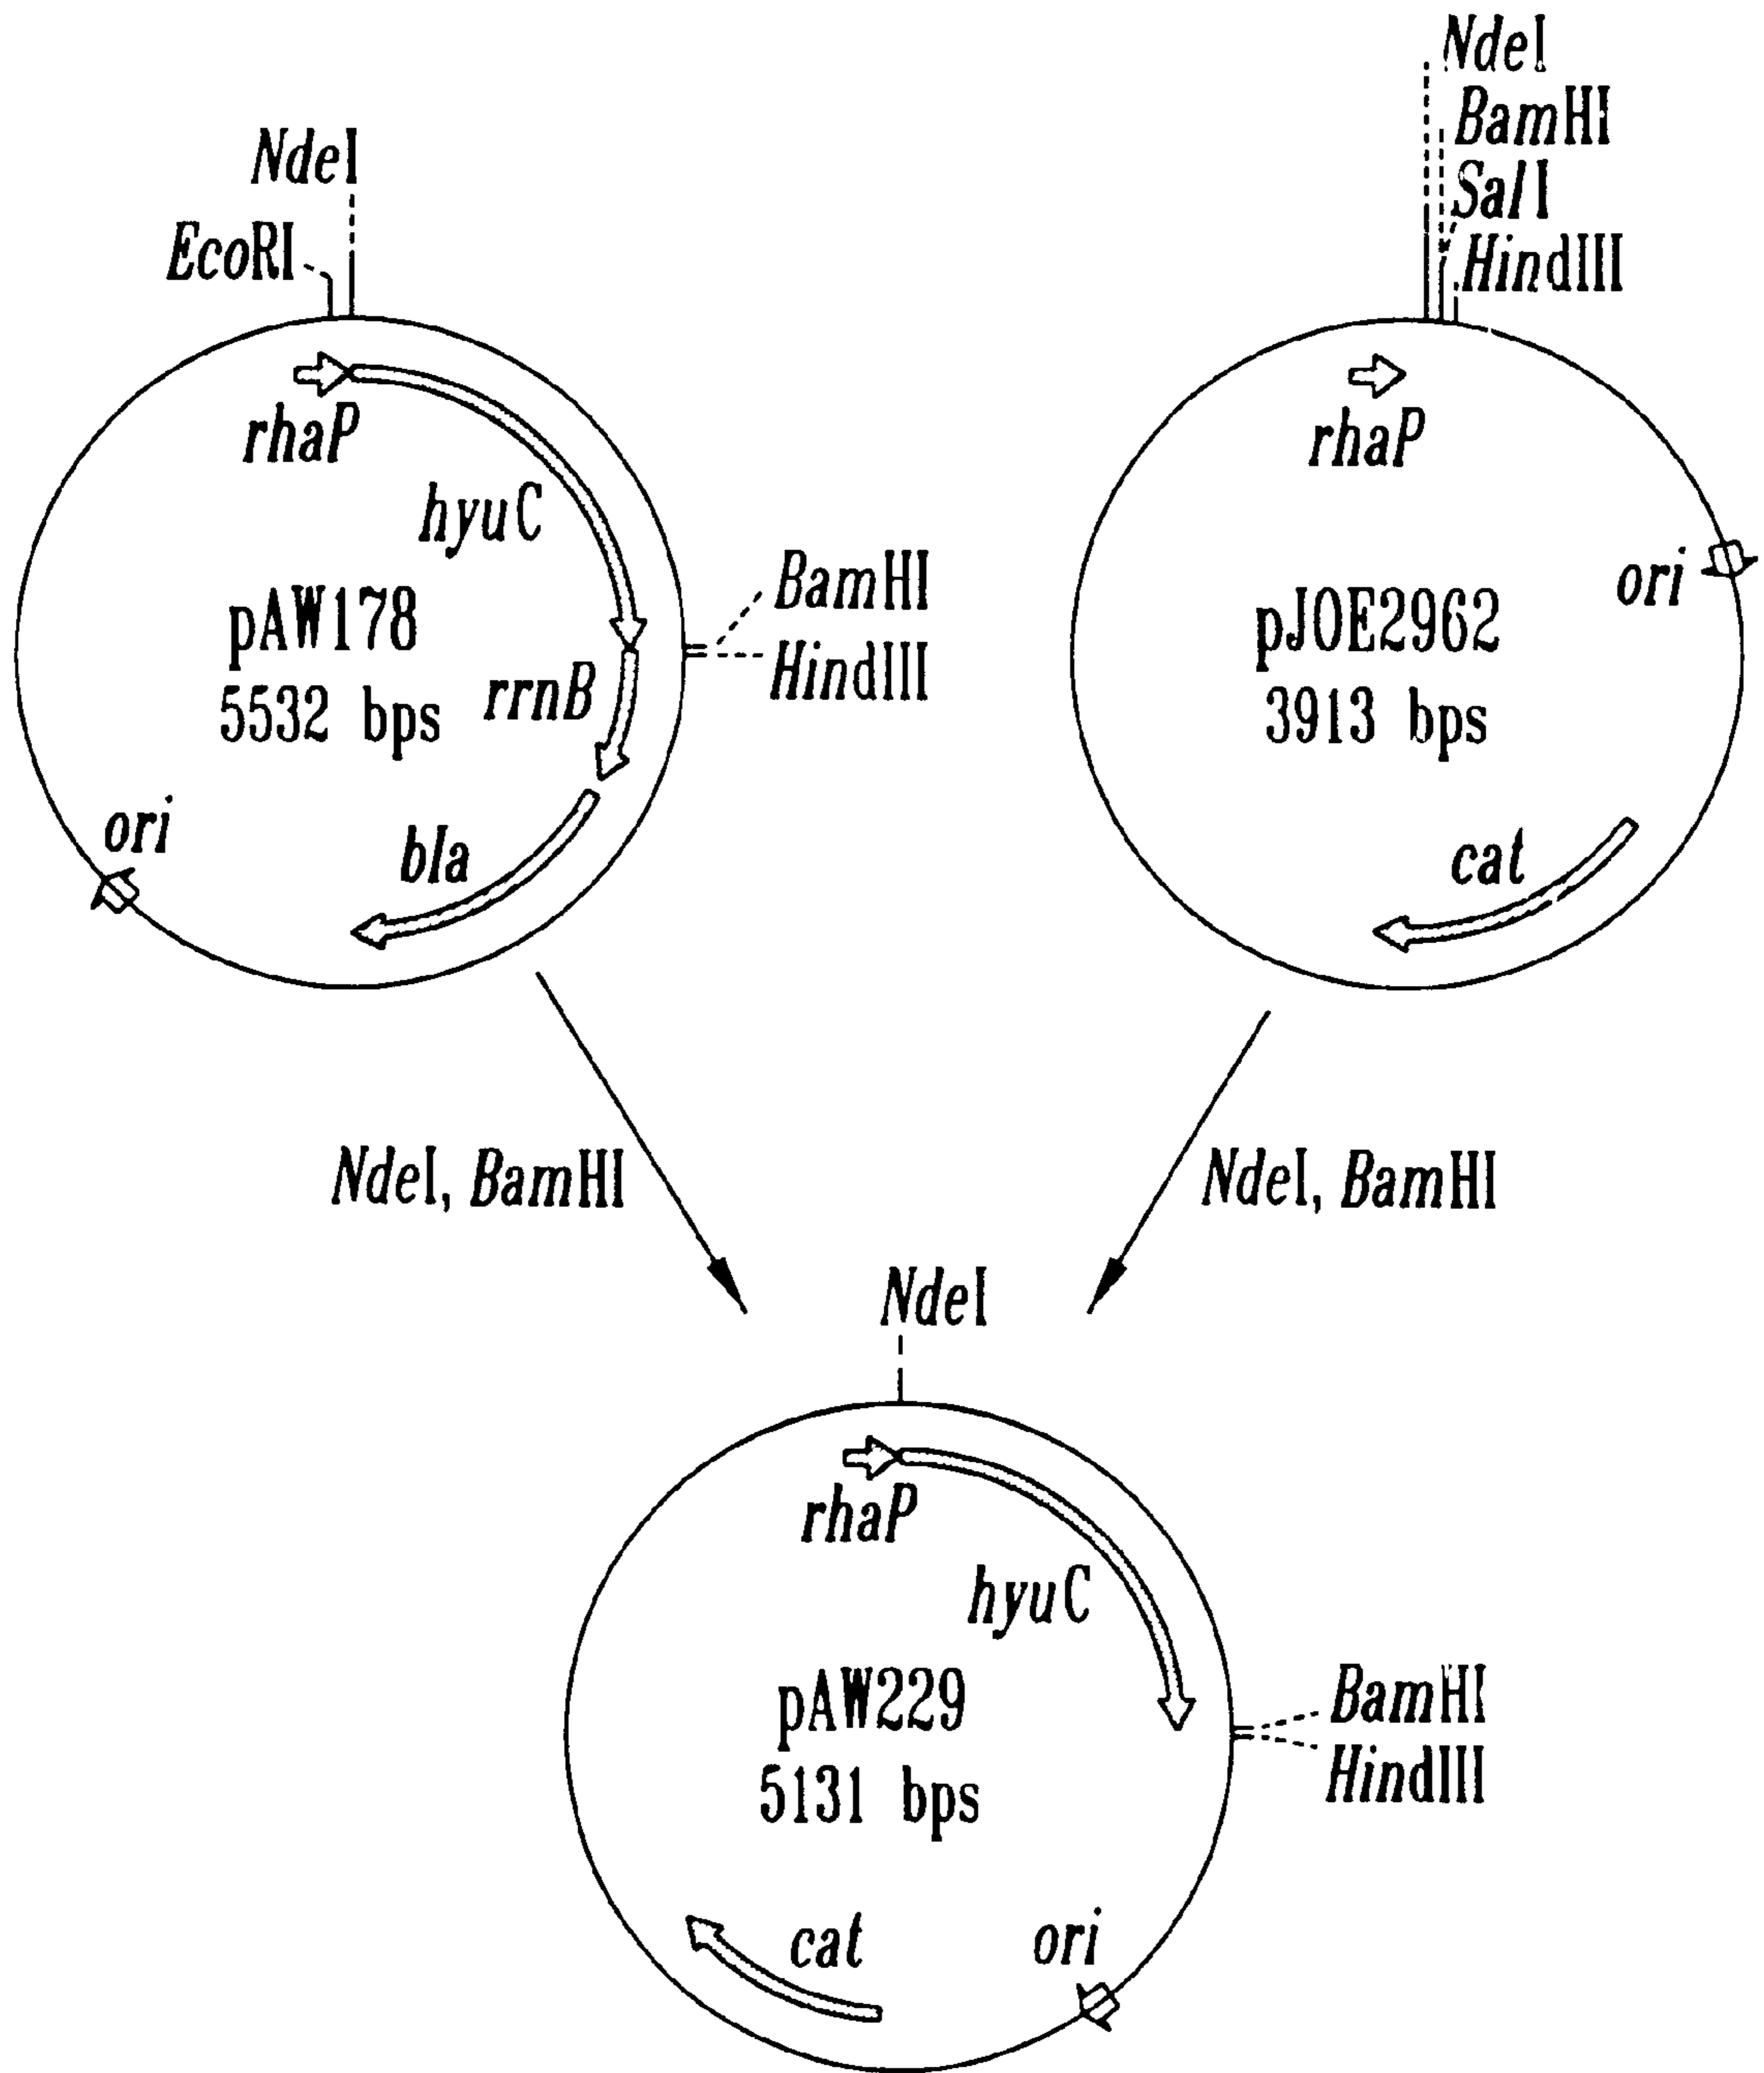 NdeI
EcoRI
rhaP
hyuC
pAW178
5532 bps
rrnB
BamHI
HindIII
ori
bla
NdeI
BamHI
SalI
HindIII
rhaP
ori
pJOE2962
3913 bps
cat
NdeI, BamHI
NdeI, BamHI
NdeI
rhaP
hyuC
pAW229
5131 bps
BamHI
HindIII
cat
ori